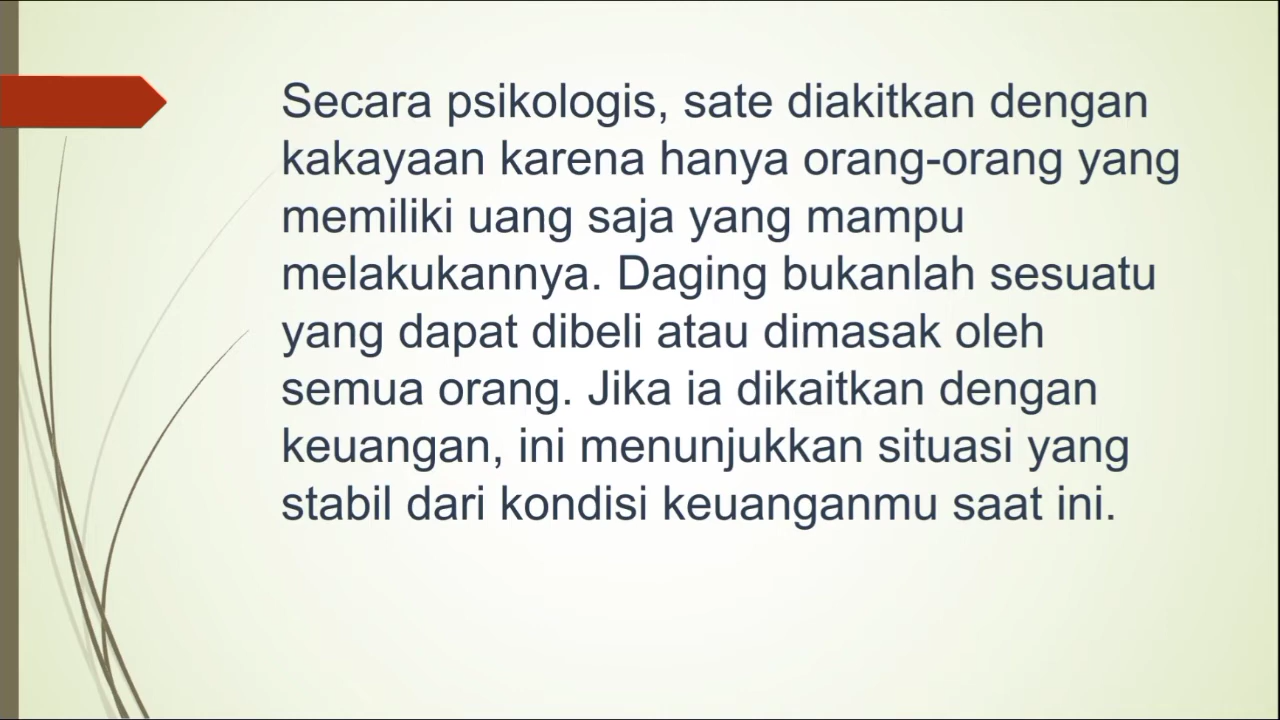 Secara psikologis, sate diakitkan dengan
kakayaan karena hanya orang-orang yang
memiliki uang saja yang mampu
melakukannya. Daging bukanlah sesuatu
yang dapat dibeli atau dimasak oleh
semua orang. Jika ia dikaitkan dengan
keuangan, ini menunjukkan situasi yang
stabil dari kondisi keuanganmu saat ini.